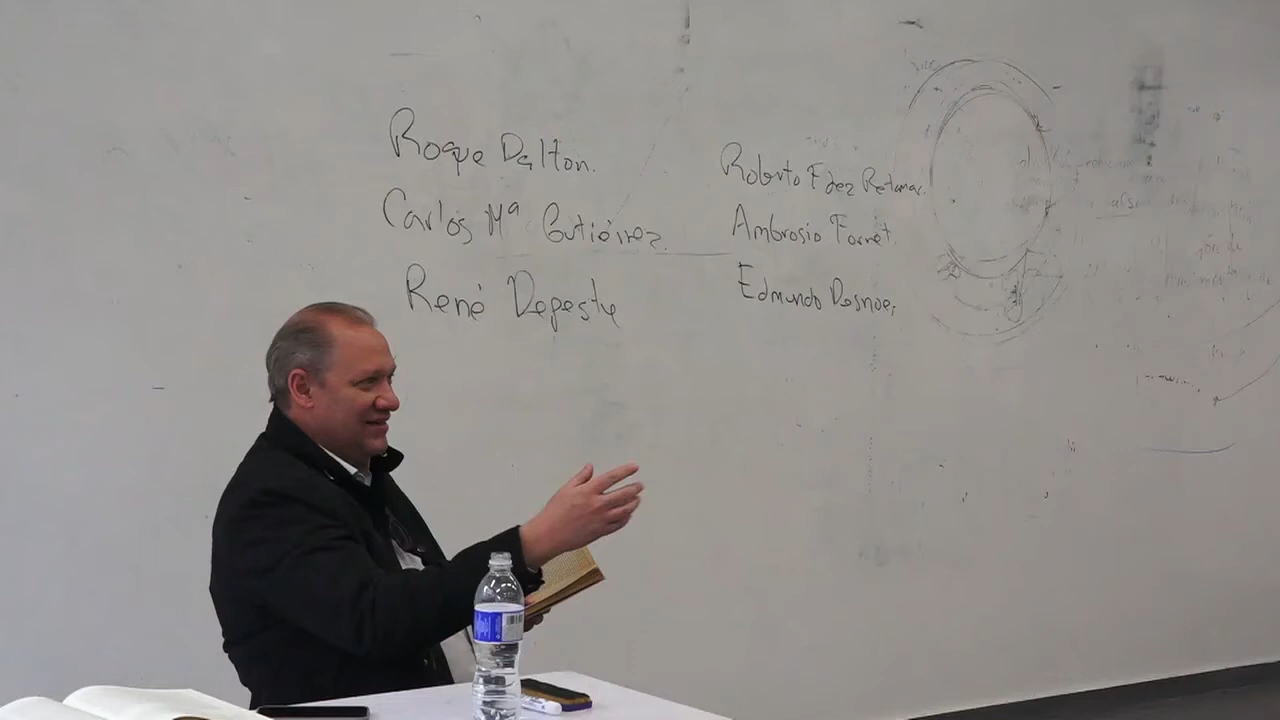 Roque Dalton.
Carlos Mª Gutiérrez
René Depestre
Roberto Fdez Retamar
Ambrosio Fornet
Edmundo Desnoes